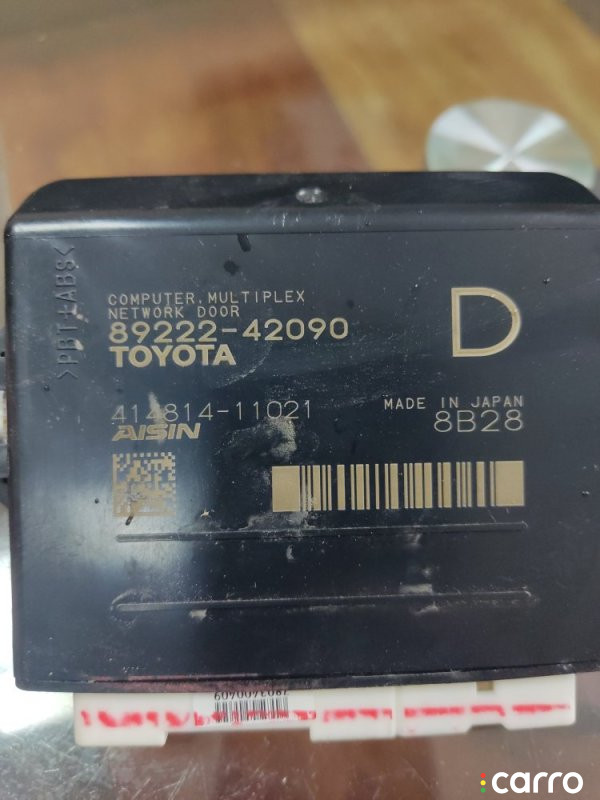 >PBT+ABS<
COMPUTER, MULTIPLEX
NETWORK DOOR
89222-42090
TOYOTA
D
414814-11021
AISIN
MADE IN JAPAN
8B28
carro